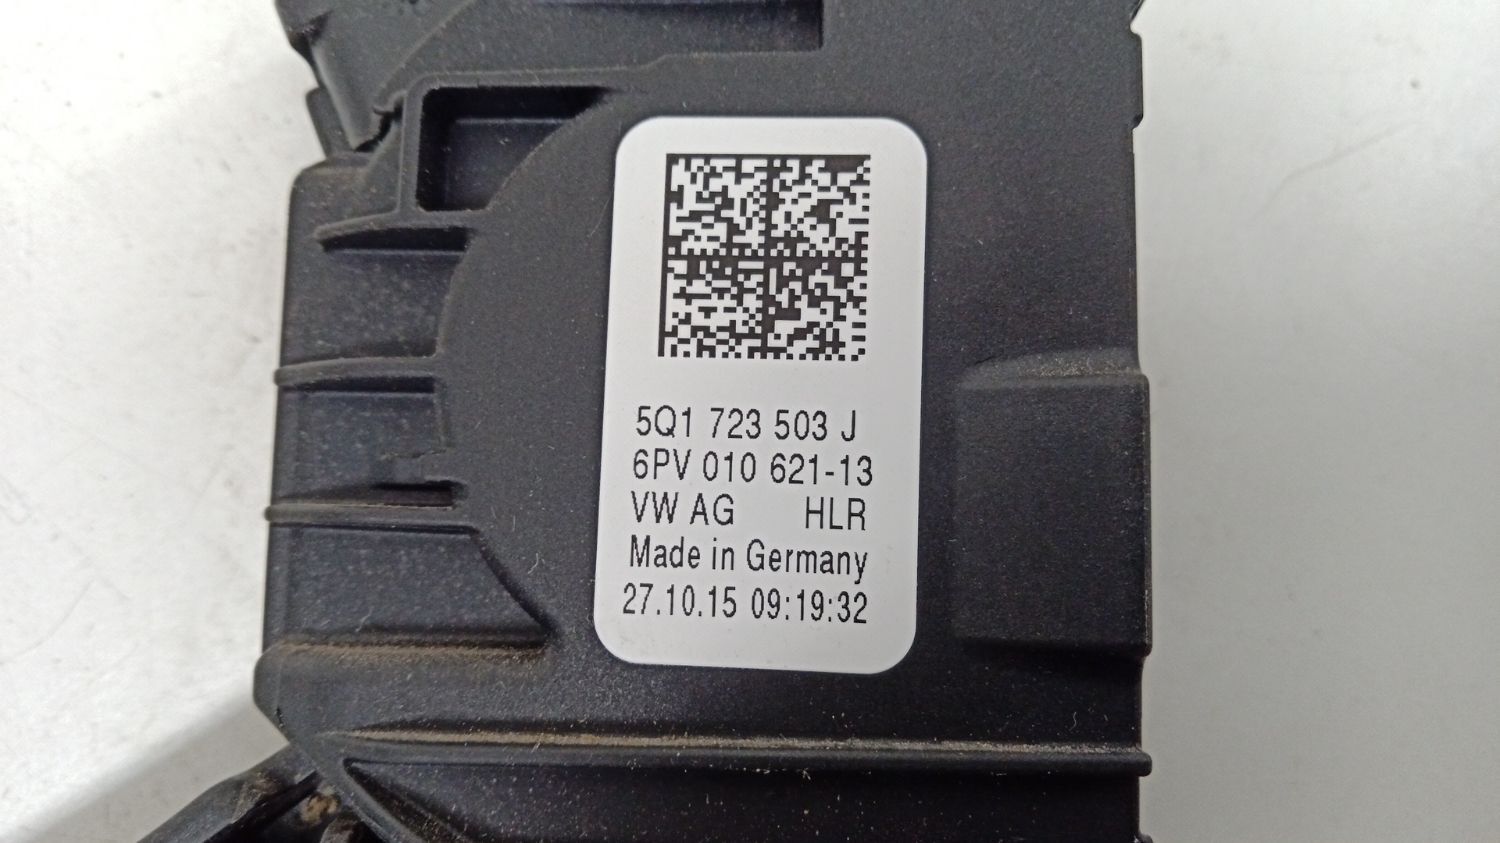 5Q1 723 503 J
6PV 010 621-13
VW AG HLR
Made in Germany
27.10.15 09:19:32